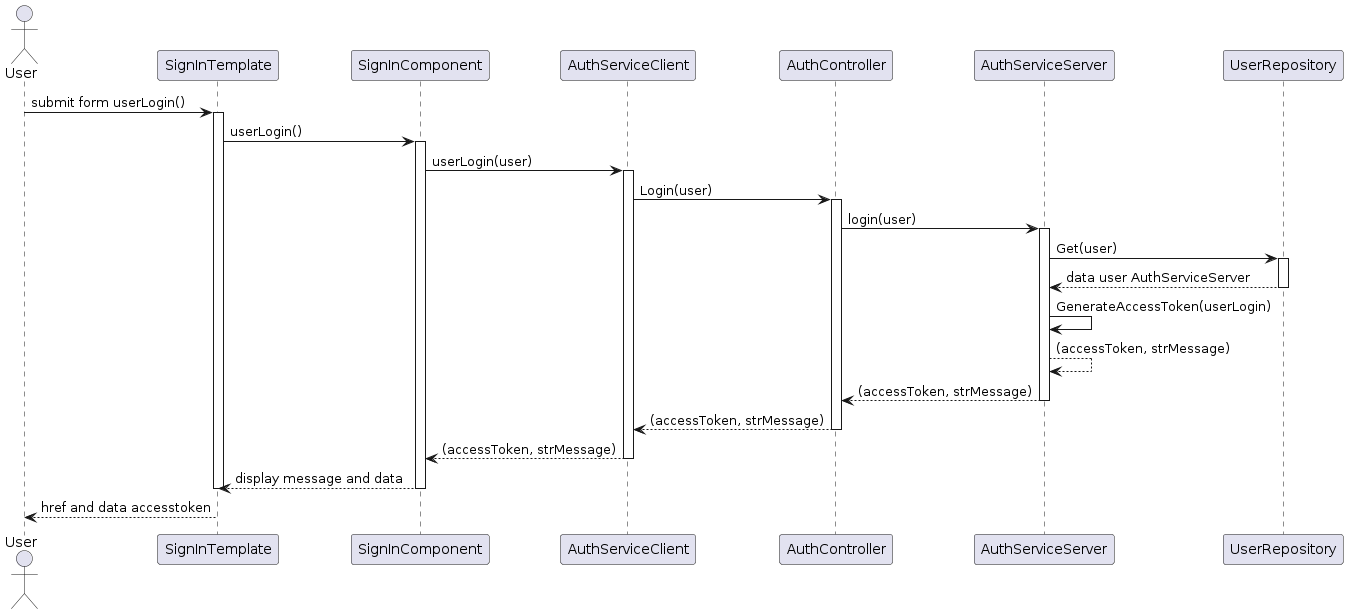 User
SignInTemplate
SignInComponent
AuthServiceClient
AuthController
AuthServiceServer
UserRepository
submit form userLogin()
userLogin()
userLogin(user)
Login(user)
login(user)
Get(user)
data user AuthServiceServer
GenerateAccessToken(userLogin)
(accessToken, strMessage)
(accessToken, strMessage)
(accessToken, strMessage)
(accessToken, strMessage)
display message and data
href and data accesstoken
User
SignInTemplate
SignInComponent
AuthServiceClient
AuthController
AuthServiceServer
UserRepository